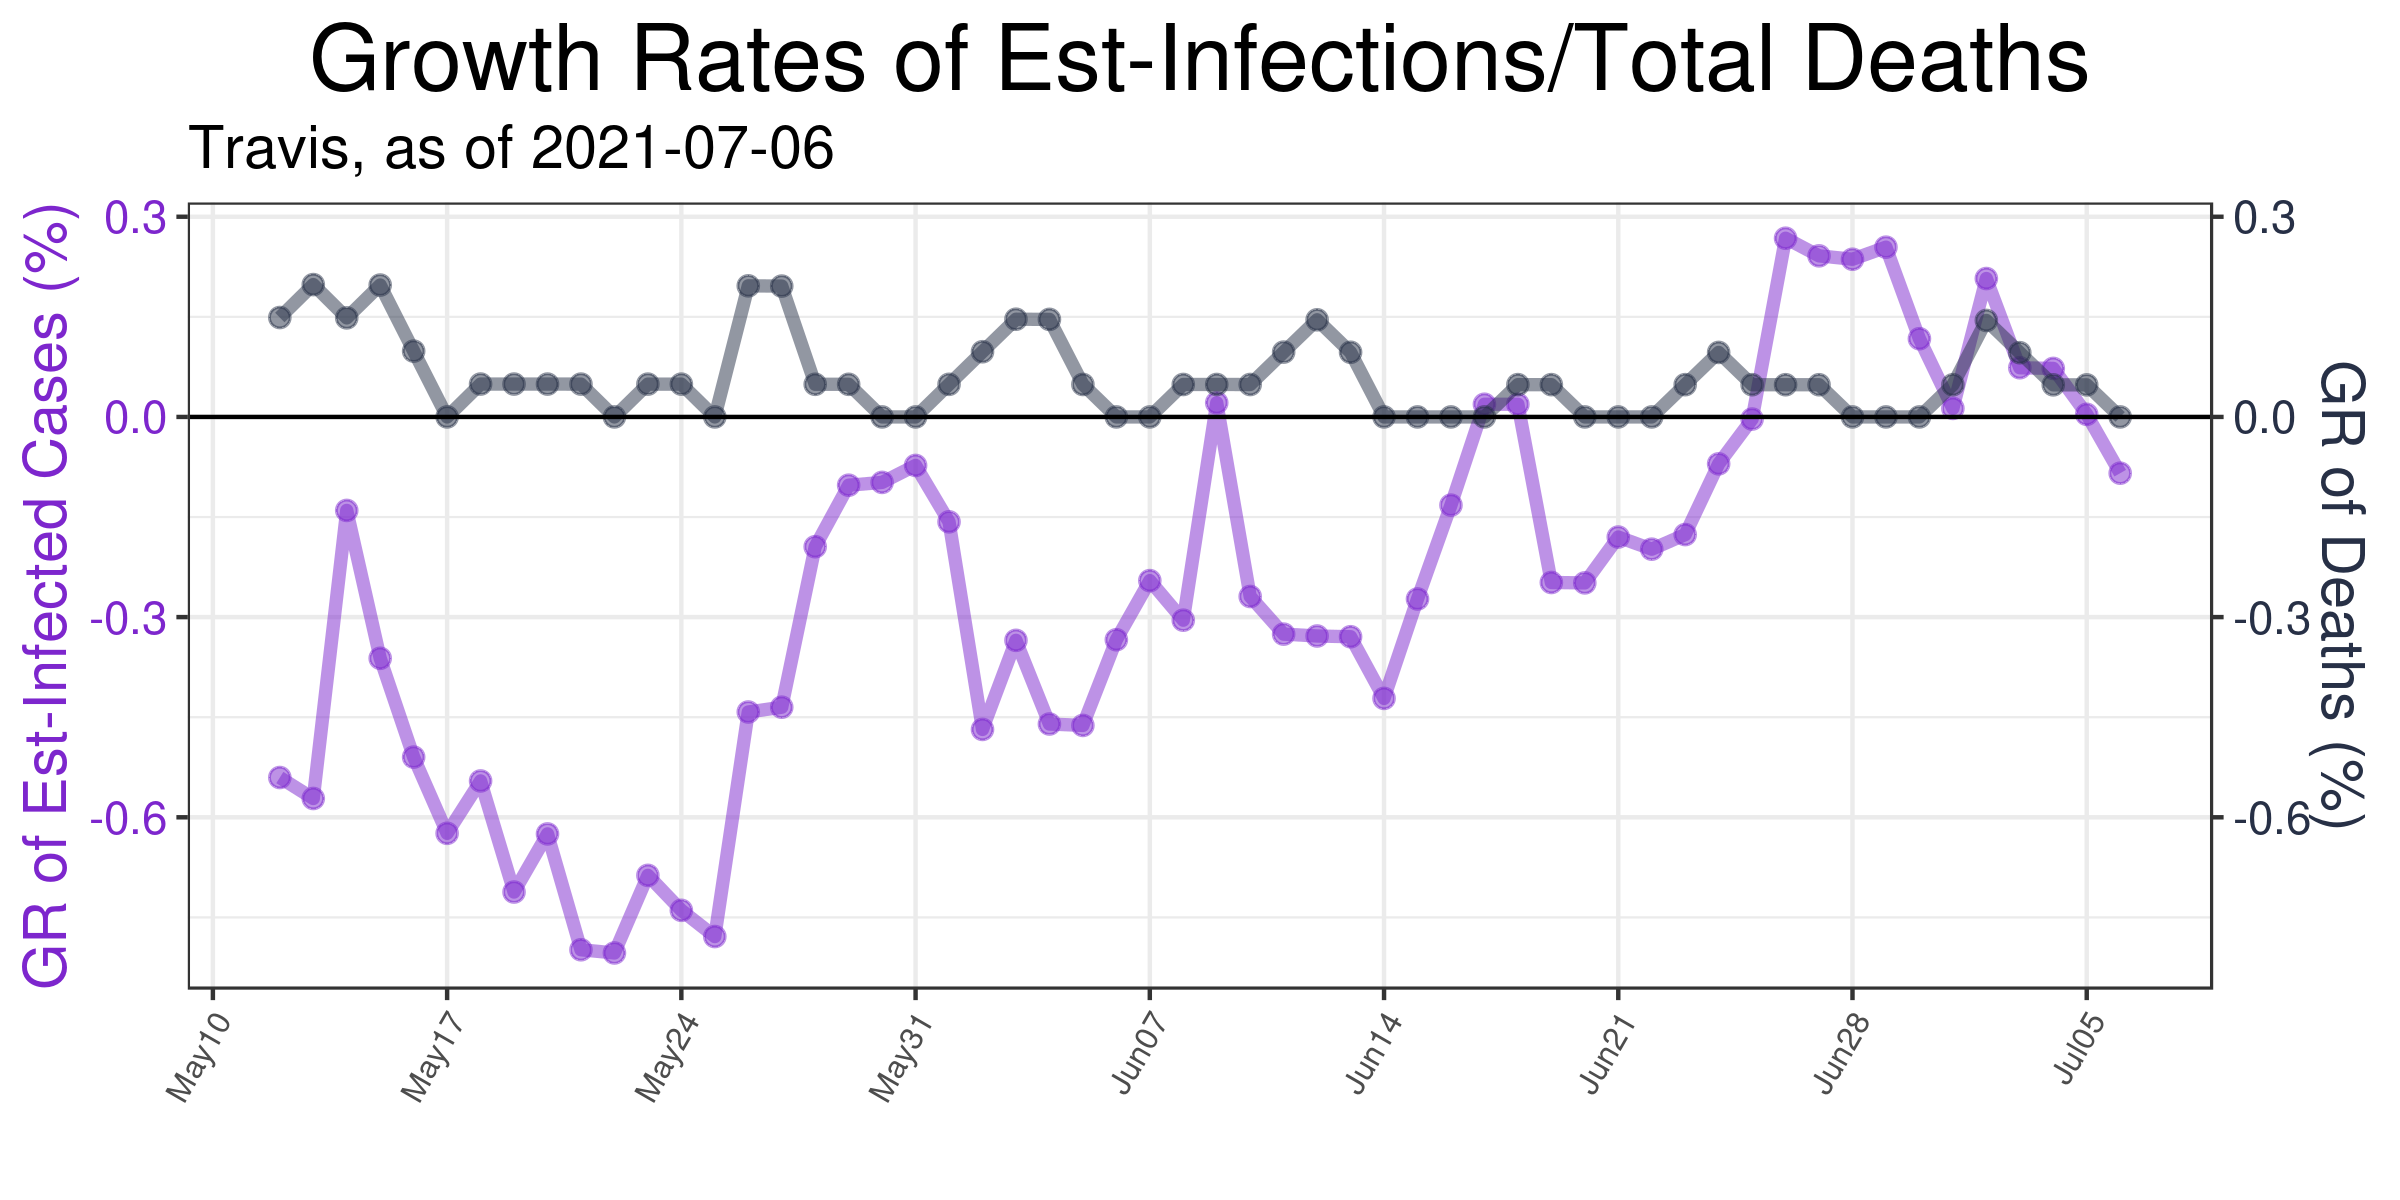 Growth Rates of Est-Infections/Total Deaths
Travis, as of 2021-07-06
GR of Est-Infected Cases (%)
0.3
0.0
-0.3
-0.6
0.3
0.0
-0.3
-0.6
GR of Deaths (%)
May10
May17
May24
May31
Jun07
Jun14
Jun21
Jun28
Jul05